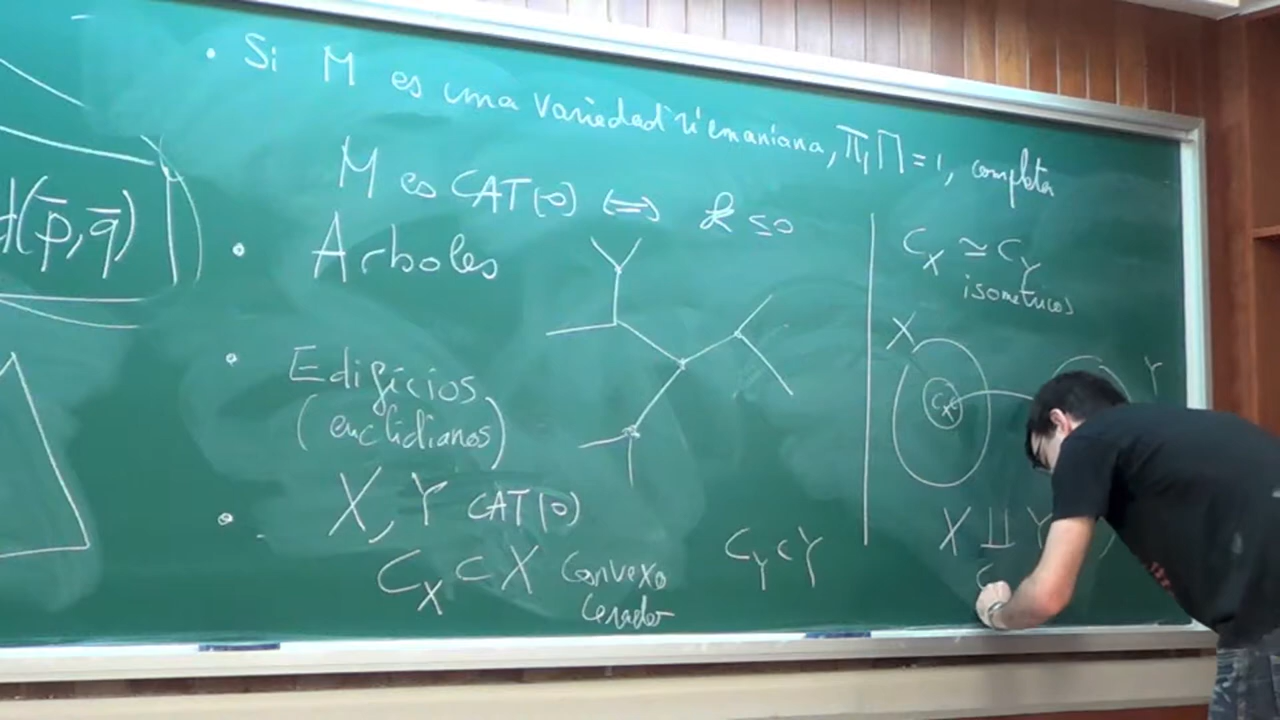 • Si M es una variedad riemaniana, π₁M = 1, completa
M es CAT(0) ⟺ k ≤ 0
d(p̄,q̄)
• Arboles
• Edificios
(euclidianos)
• X, Y CAT(0)
C_X ⊂ X Convexo
Cerrado
C_Y ⊂ Y
C_X ≃ C_Y
isometricos
X
C_X
Y
X ∐ Y
C